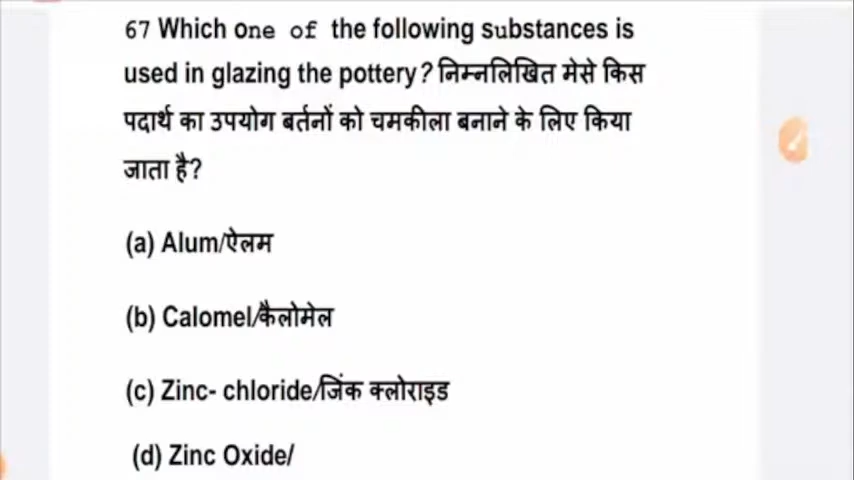 67 Which one of the following substances is
used in glazing the pottery? निम्नलिखित मेसे किस
पदार्थ का उपयोग बर्तनों को चमकीला बनाने के लिए किया
जाता है?
(a) Alum/ऐलम
(b) Calomel/कैलोमेल
(c) Zinc- chloride/जिंक क्लोराइड
(d) Zinc Oxide/